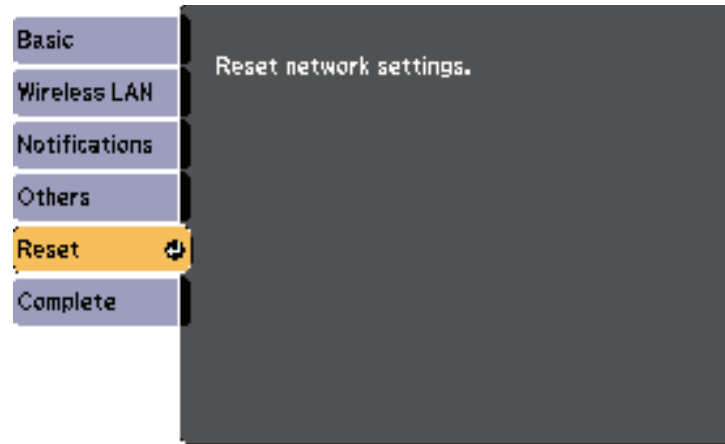 Basic
Reset network settings.
Wireless LAN
Notifications
Others
Reset
Complete